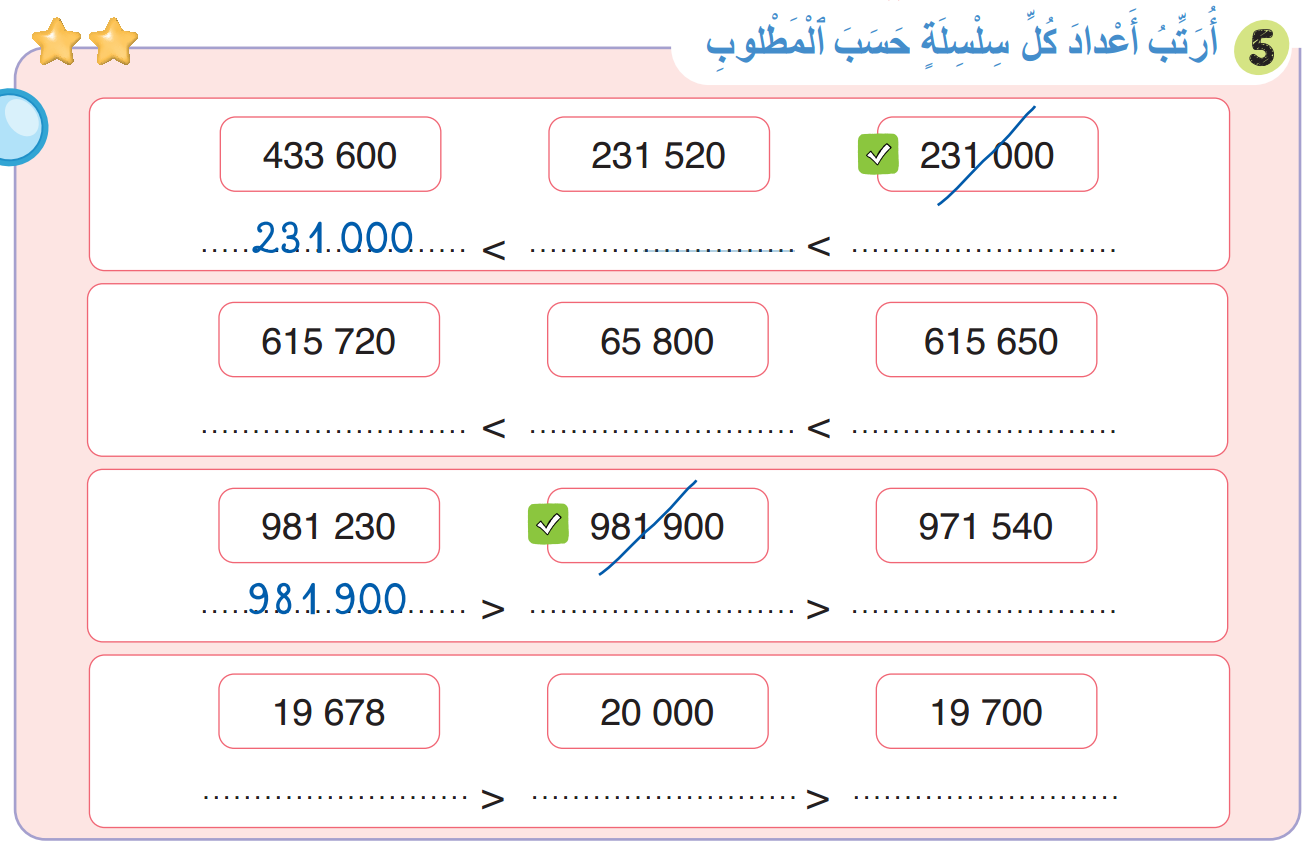 5 أُرَتِّبُ أَعْدادَ كُلِّ سِلْسِلَةٍ حَسَبَ ٱلْمَطْلوبِ
433 600 231 520 231 000
231 000 < ........................ < ........................
615 720 65 800 615 650
........................ < ........................ < ........................
981 230 981 900 971 540
981 900 > ........................ > ........................
19 678 20 000 19 700
........................ > ........................ > ........................